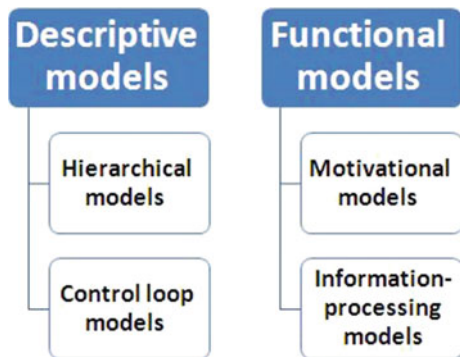 Descriptive
models
Hierarchical
models
Control loop
models
Functional
models
Motivational
models
Information-
processing
models